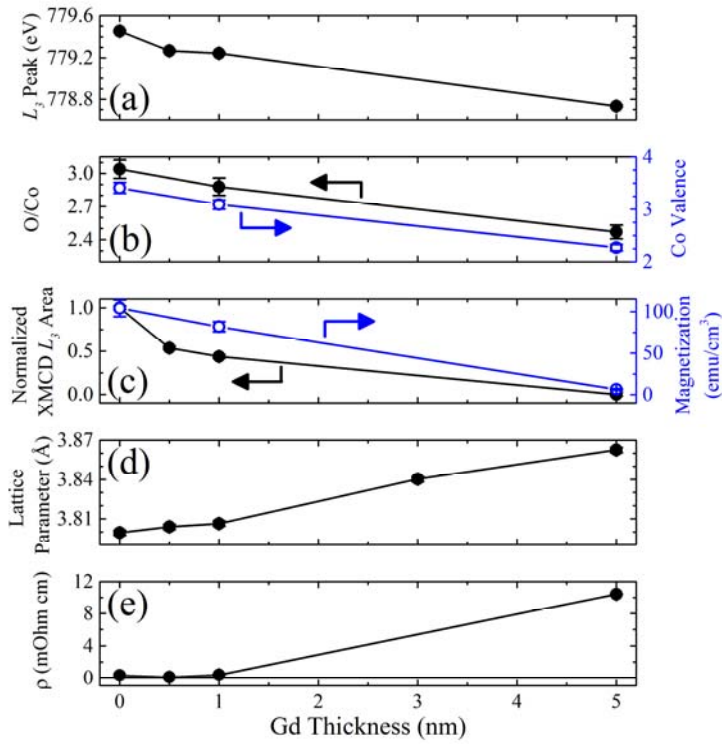 779.6
779.2
778.8
L3 Peak (eV)
(a)
3.0
2.7
2.4
O/Co
(b)
4
3
2
Co Valence
1.0
0.5
0.0
Normalized
XMCD L3 Area
(c)
100
50
0
Magnetization
(emu/cm³)
3.87
3.84
3.81
Lattice
Parameter (Å)
(d)
12
8
4
0
ρ (mOhm cm)
(e)
0 1 2 3 4 5
Gd Thickness (nm)